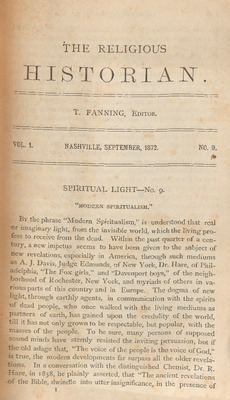 THE RELIGIOUS
HISTORIAN.
T. FANNING, EDITOR.
VOL. 1. NASHVILLE, SEPTEMBER, 1872. NO. 9.
SPIRITUAL LIGHT—No. 9.
"MODERN SPIRITUALISM,"
By the phrase "Modern Spiritualism," is understood that real
or imaginary light, from the invisible world, which the living pro-
fess to receive from the dead. Within the past quarter of a cen-
tury, a new impetus seems to have been given to the subject of
new revelations, especially in America, through such mediums
as A. J. Davis, Judge Edmunds, of New York, Dr. Hare, of Phil-
adelphia, "The Fox girls," and "Davenport boys," of the neigh-
borhood of Rochester, New York, and myriads of others in va-
rious parts of this country and in Europe. The dogma of new
light, through earthly agents, in communication with the spirits
of dead people, who once walked with the living mediums as
partners of earth, has gained upon the credulity of the world,
till it has not only grown to be respectable, but popular, with the
masses of the people. To be sure, many persons of supposed
sound minds have sternly resisted the inviting persuasion, but if
the old adage that, "The voice of the people is the voice of God,"
is true, the modern developments far surpass all the older revela-
tions. In a conversation with the distinguished Chemist, Dr. R.
Hare, in 1858, he plainly asserted, that "The ancient revelations
of the Bible, dwindle into utter insignificance, in the presence of
1